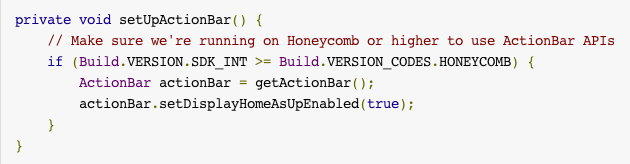 private void setUpActionBar() {
    // Make sure we're running on Honeycomb or higher to use ActionBar APIs
    if (Build.VERSION.SDK_INT >= Build.VERSION_CODES.HONEYCOMB) {
        ActionBar actionBar = getActionBar();
        actionBar.setDisplayHomeAsUpEnabled(true);
    }
}